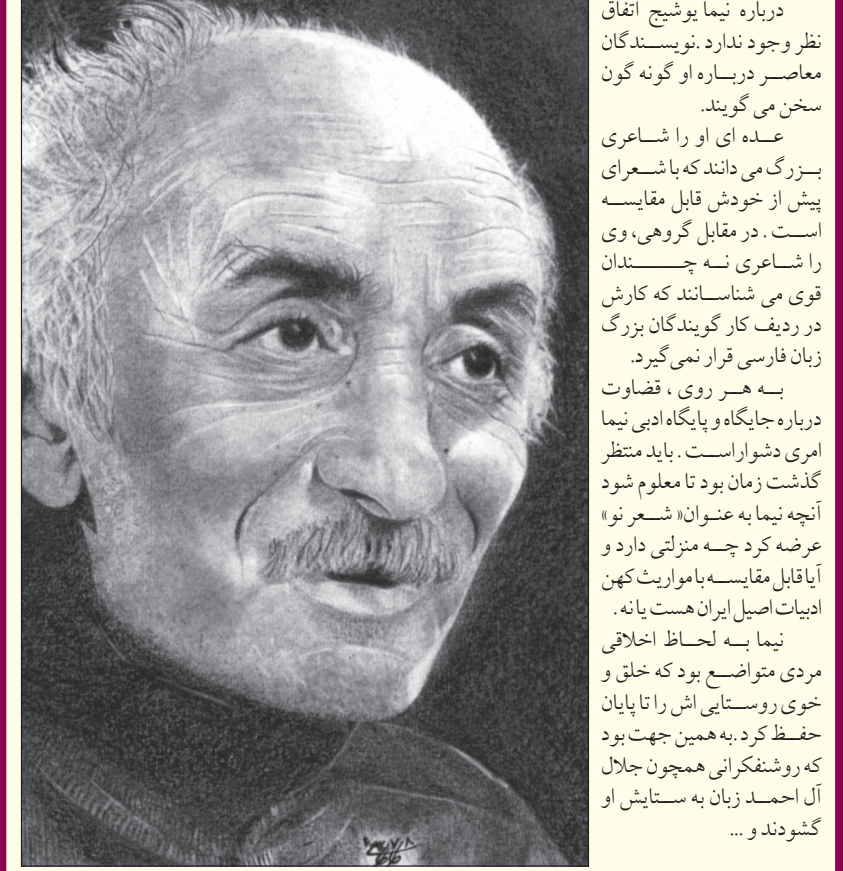 درباره نیما یوشیج اتفاق
نظر وجود ندارد .نویسندگان
معاصر درباره او گونه گون
سخن می گویند.
عده ای او را شاعری
بزرگ می دانند که با شعرای
پیش از خودش قابل مقایسه
است . در مقابل گروهی، وی
را شاعری نه چندان
قوی می شناسانند که کارش
در ردیف کار گویندگان بزرگ
زبان فارسی قرار نمی گیرد.
به هر روی ، قضاوت
درباره جایگاه و پایگاه ادبی نیما
امری دشواراست . باید منتظر
گذشت زمان بود تا معلوم شود
آنچه نیما به عنوان« شعر نو»
عرضه کرد چه منزلتی دارد و
آیا قابل مقایسه با مواریث کهن
ادبیات اصیل ایران هست یا نه .
نیما به لحاظ اخلاقی
مردی متواضع بود که خلق و
خوی روستایی اش را تا پایان
حفظ کرد .به همین جهت بود
که روشنفکرانی همچون جلال
آل احمد زبان به ستایش او
گشودند و ...